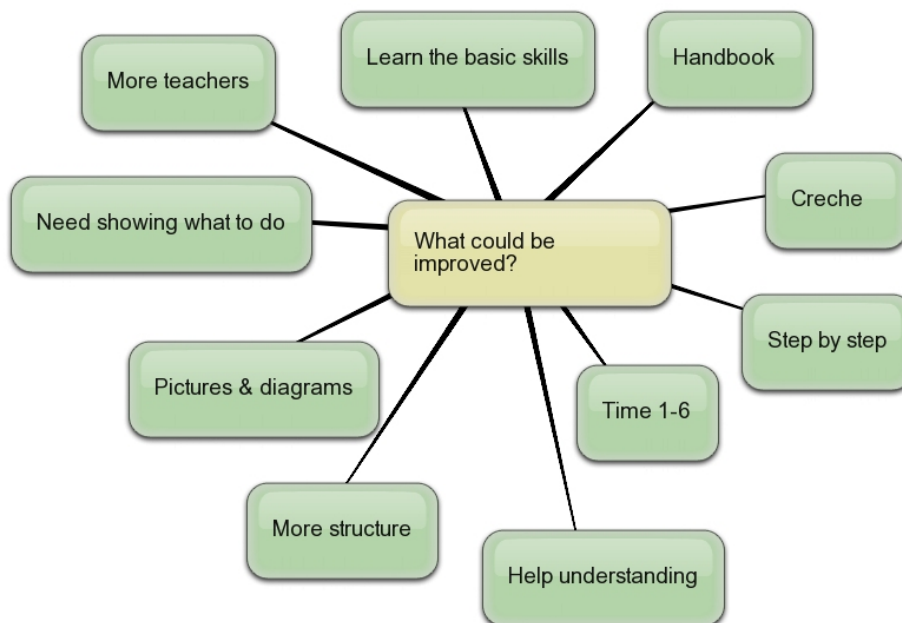 Learn the basic skills
Handbook
More teachers
Creche
Need showing what to do
What could be
improved?
Step by step
Pictures & diagrams
Time 1-6
More structure
Help understanding